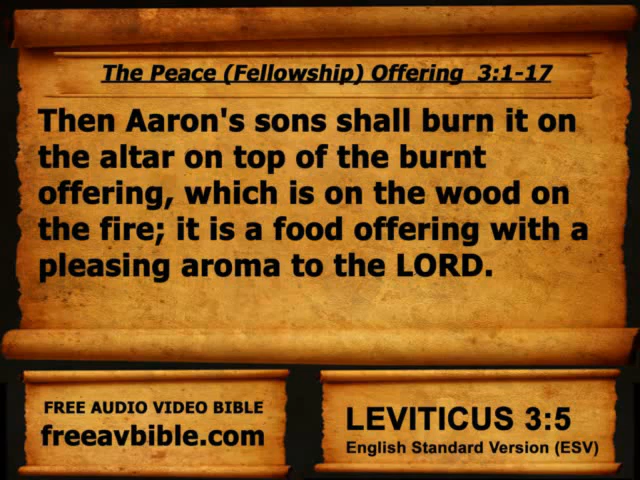 The Peace (Fellowship) Offering  3:1-17
Then Aaron's sons shall burn it on
the altar on top of the burnt
offering, which is on the wood on
the fire; it is a food offering with a
pleasing aroma to the LORD.
FREE AUDIO VIDEO BIBLE
freeavbible.com
LEVITICUS 3:5
English Standard Version (ESV)